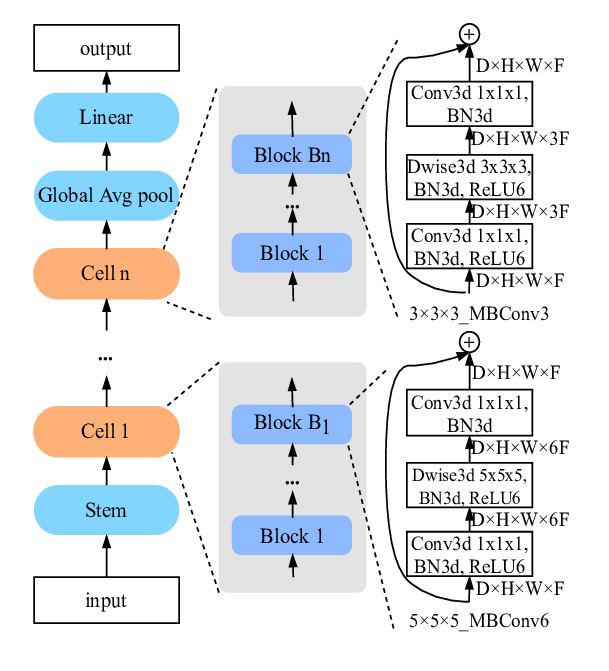 output
Linear
Global Avg pool
Cell n
...
Cell 1
Stem
input
Block Bn
...
Block 1
Block B1
...
Block 1
+
D×H×W×F
Conv3d 1x1x1,
BN3d
D×H×W×3F
Dwise3d 3x3x3,
BN3d, ReLU6
D×H×W×3F
Conv3d 1x1x1,
BN3d, ReLU6
D×H×W×F
3×3×3_MBConv3
+
D×H×W×F
Conv3d 1x1x1,
BN3d
D×H×W×6F
Dwise3d 5x5x5,
BN3d, ReLU6
D×H×W×6F
Conv3d 1x1x1,
BN3d, ReLU6
D×H×W×F
5×5×5_MBConv6